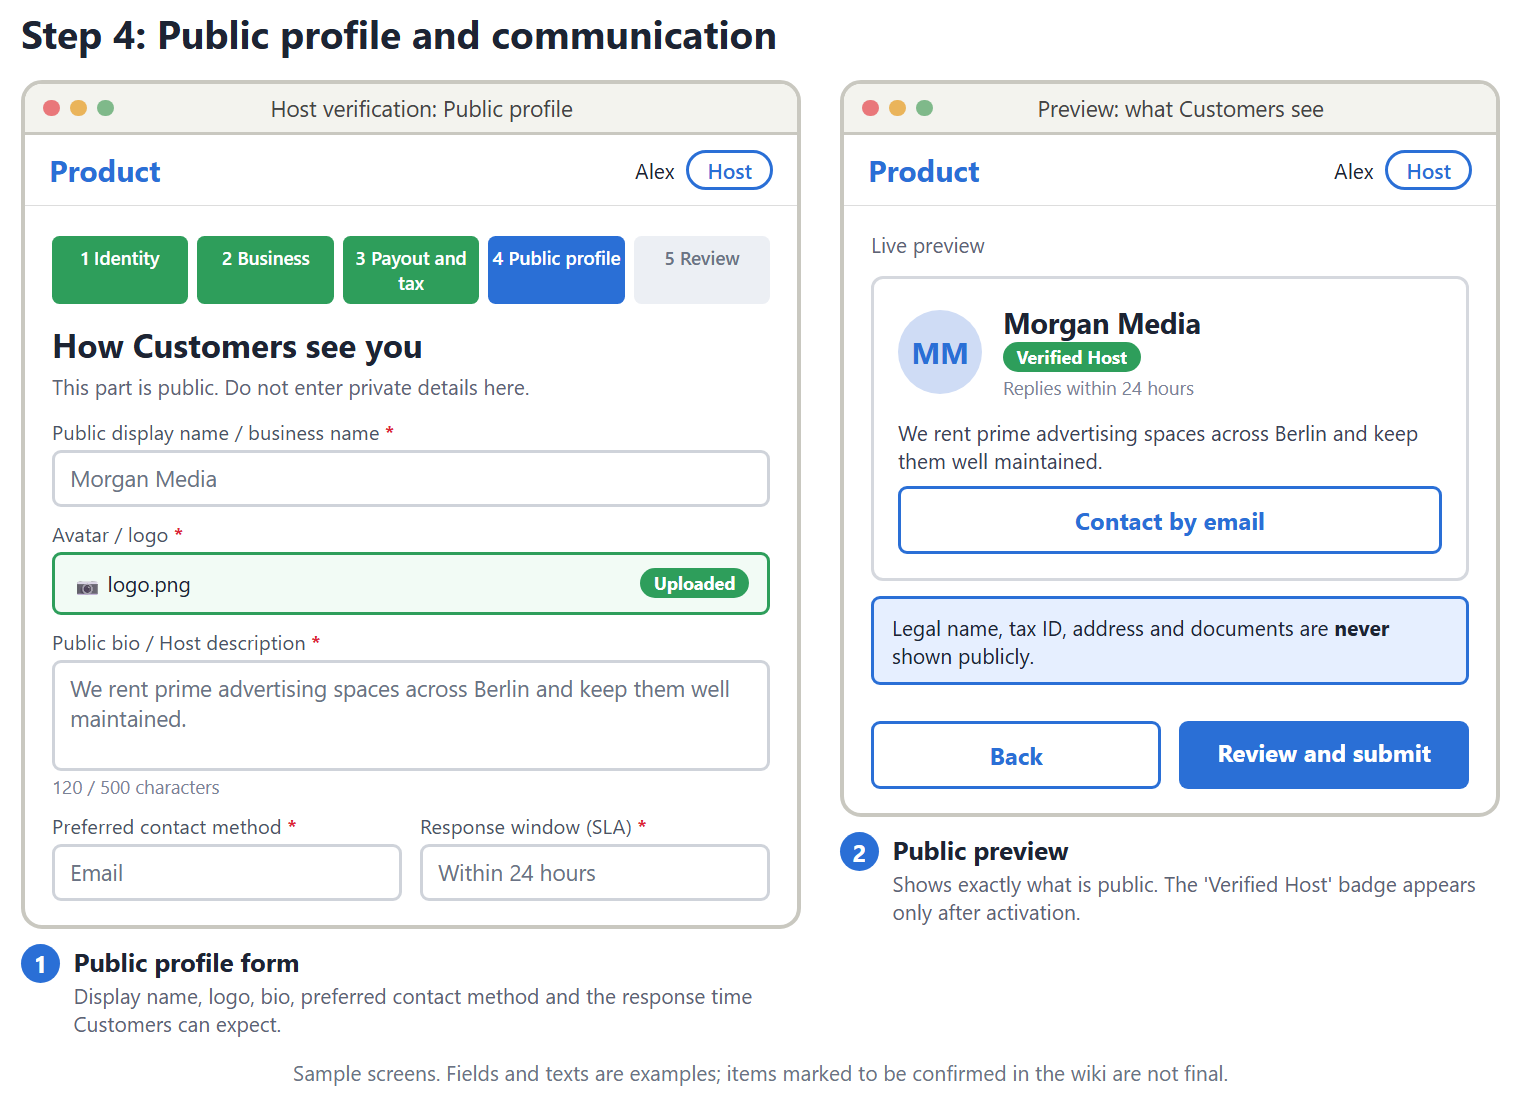 Step 4: Public profile and communication
Host verification: Public profile
Product
Alex
Host
1 Identity
2 Business
3 Payout and
tax
4 Public profile
5 Review
How Customers see you
This part is public. Do not enter private details here.
Public display name / business name *
Morgan Media
Avatar / logo *
logo.png
Uploaded
Public bio / Host description *
We rent prime advertising spaces across Berlin and keep them well
maintained.
120 / 500 characters
Preferred contact method *
Response window (SLA) *
Email
Within 24 hours
1
Public profile form
Display name, logo, bio, preferred contact method and the response time
Customers can expect.
Preview: what Customers see
Product
Alex
Host
Live preview
MM
Morgan Media
Verified Host
Replies within 24 hours
We rent prime advertising spaces across Berlin and keep
them well maintained.
Contact by email
Legal name, tax ID, address and documents are never
shown publicly.
Back
Review and submit
2
Public preview
Shows exactly what is public. The 'Verified Host' badge appears
only after activation.
Sample screens. Fields and texts are examples; items marked to be confirmed in the wiki are not final.